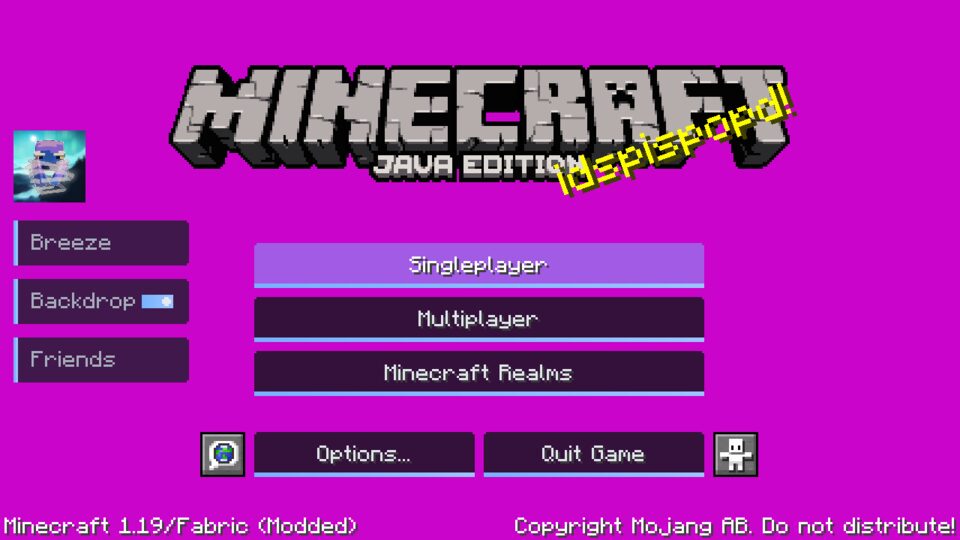 MINECRAFT
JAVA EDITION
Idspispopd!
Breeze
Backdrop
Friends
Singleplayer
Multiplayer
Minecraft Realms
Options...
Quit Game
Minecraft 1.19/Fabric (Modded)
Copyright Mojang AB. Do not distribute!